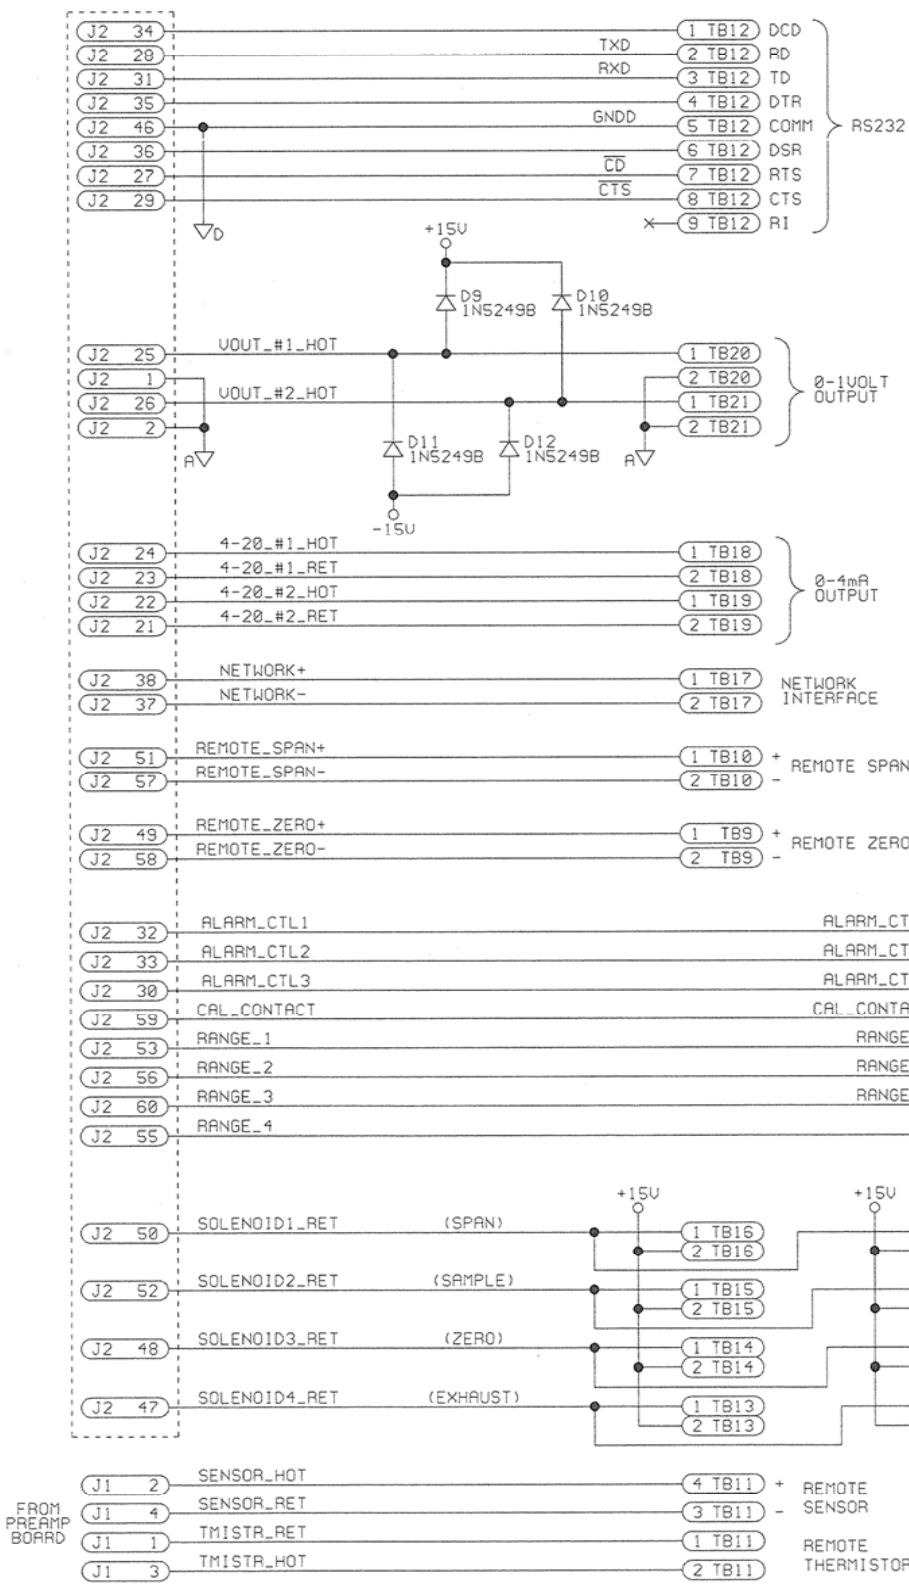 J2 34 1 TB12 DCD
J2 28 TXD 2 TB12 RD
J2 31 RXD 3 TB12 TD
J2 35 4 TB12 DTR
J2 46 GNDD 5 TB12 COMM RS232
J2 36 6 TB12 DSR
J2 27 CD 7 TB12 RTS
J2 29 CTS 8 TB12 CTS
9 TB12 RI
D
+15V
D9 D10
1N5249B 1N5249B
J2 25 VOUT_#1_HOT 1 TB20
J2 1 2 TB20 0-1VOLT
J2 26 VOUT_#2_HOT 1 TB21 OUTPUT
J2 2 2 TB21
D11 D12
1N5249B 1N5249B
A A
-15V
J2 24 4-20_#1_HOT 1 TB18
J2 23 4-20_#1_RET 2 TB18 0-4mA
J2 22 4-20_#2_HOT 1 TB19 OUTPUT
J2 21 4-20_#2_RET 2 TB19
J2 38 NETWORK+ 1 TB17 NETWORK
J2 37 NETWORK- 2 TB17 INTERFACE
J2 51 REMOTE_SPAN+ 1 TB10 + REMOTE SPAN
J2 57 REMOTE_SPAN- 2 TB10 -
J2 49 REMOTE_ZERO+ 1 TB9 + REMOTE ZERO
J2 58 REMOTE_ZERO- 2 TB9 -
J2 32 ALARM_CTL1 ALARM_CT
J2 33 ALARM_CTL2 ALARM_CT
J2 30 ALARM_CTL3 ALARM_CT
J2 59 CAL_CONTACT CAL_CONTA
J2 53 RANGE_1 RANGE
J2 56 RANGE_2 RANGE
J2 60 RANGE_3 RANGE
J2 55 RANGE_4
+15V +15V
J2 50 SOLENOID1_RET (SPAN) 1 TB16
2 TB16
J2 52 SOLENOID2_RET (SAMPLE) 1 TB15
2 TB15
J2 48 SOLENOID3_RET (ZERO) 1 TB14
2 TB14
J2 47 SOLENOID4_RET (EXHAUST) 1 TB13
2 TB13
FROM
PREAMP
BOARD
J1 2 SENSOR_HOT 4 TB11 + REMOTE
J1 4 SENSOR_RET 3 TB11 - SENSOR
J1 1 TMISTR_RET 1 TB11 REMOTE
J1 3 TMISTR_HOT 2 TB11 THERMISTOR